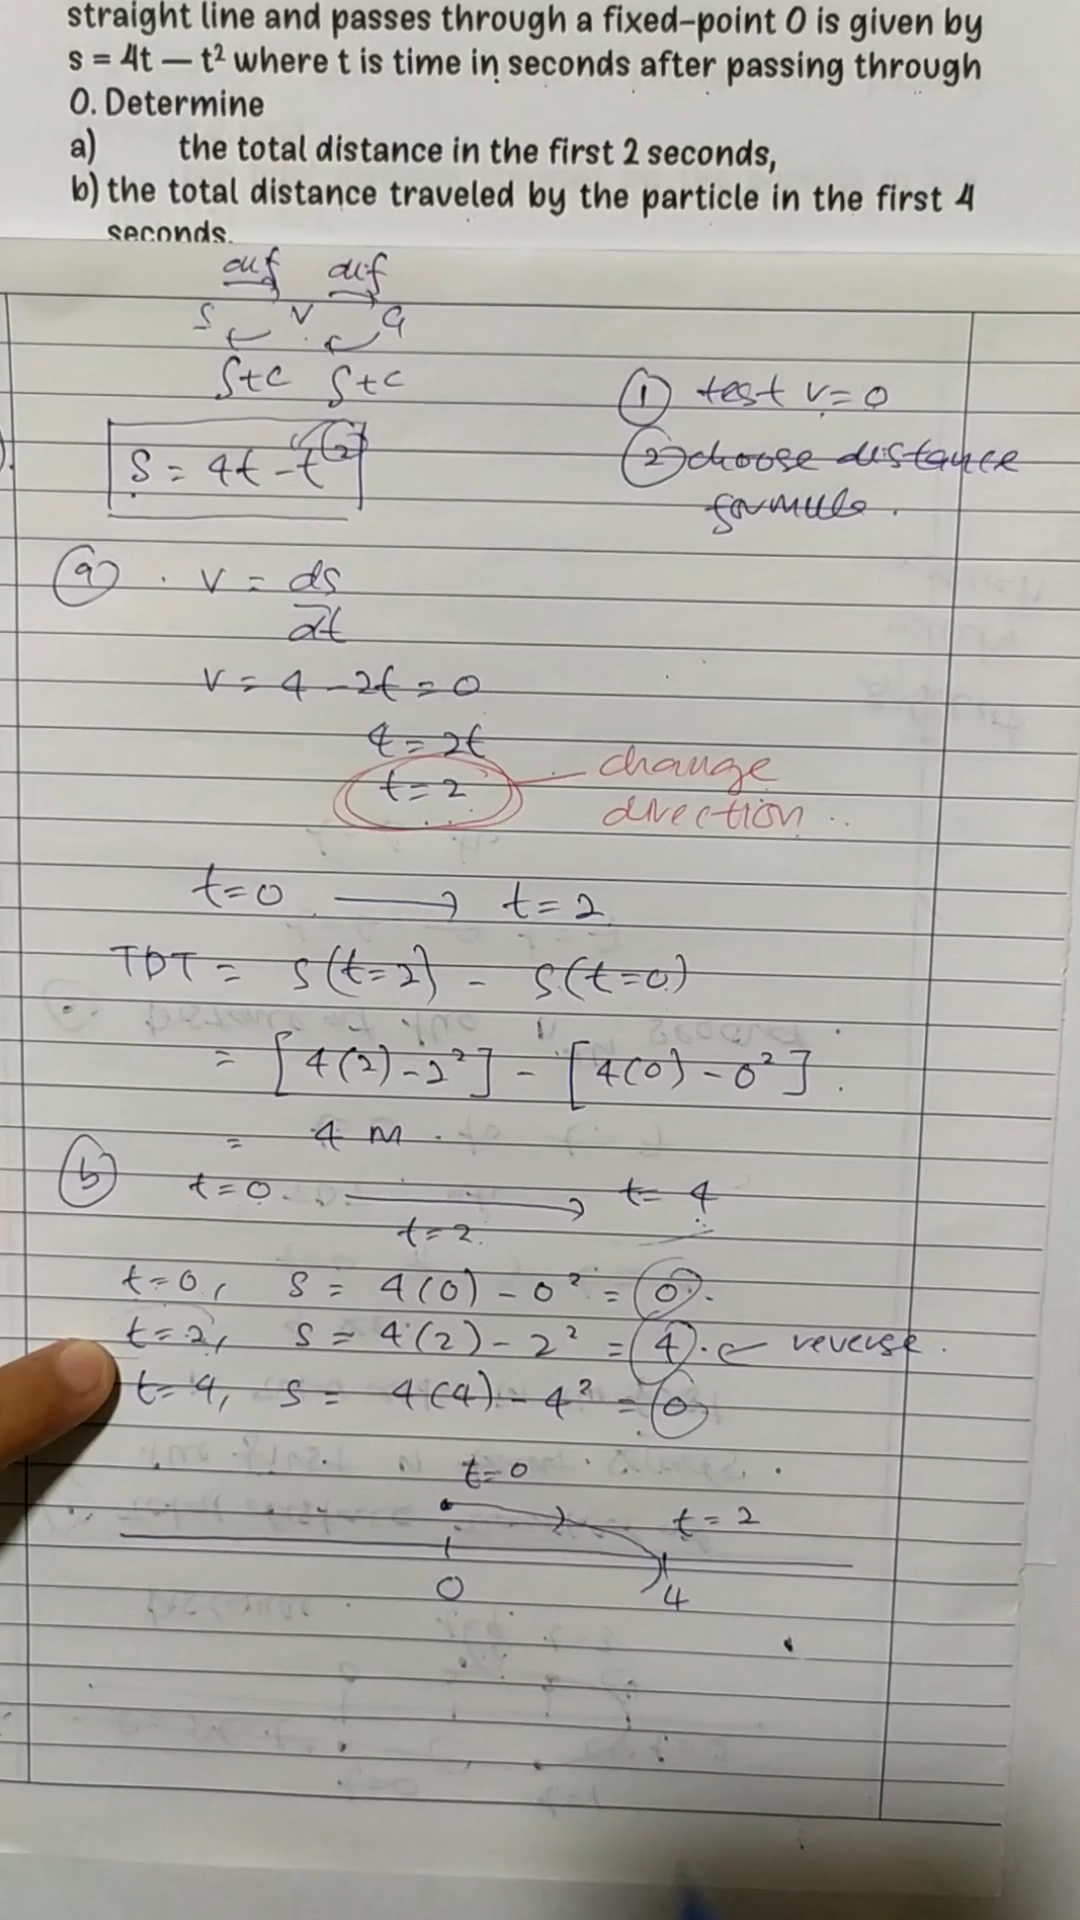 straight line and passes through a fixed-point O is given by
s = 4t — t² where t is time in seconds after passing through
O. Determine
a) the total distance in the first 2 seconds,
b) the total distance traveled by the particle in the first 4
seconds.
dif dif
S V a
∫+C ∫+C
① test v=0
② choose distance
formula.
S = 4t - t²
ⓐ v = ds
dt
v = 4 - 2t = 0
4 = 2t
t = 2 change
direction
t=0 → t=2
TDT = s(t=2) - s(t=0)
= [4(2)-2²] - [4(0)-0²]
= 4 m.
ⓑ t=0 → t= 4
t=2
t=0, s = 4(0) - 0² = 0
t=2, s = 4(2) - 2² = 4 ← reverse
t=4, s = 4(4) - 4² = 0
t=0
t=2
0 4